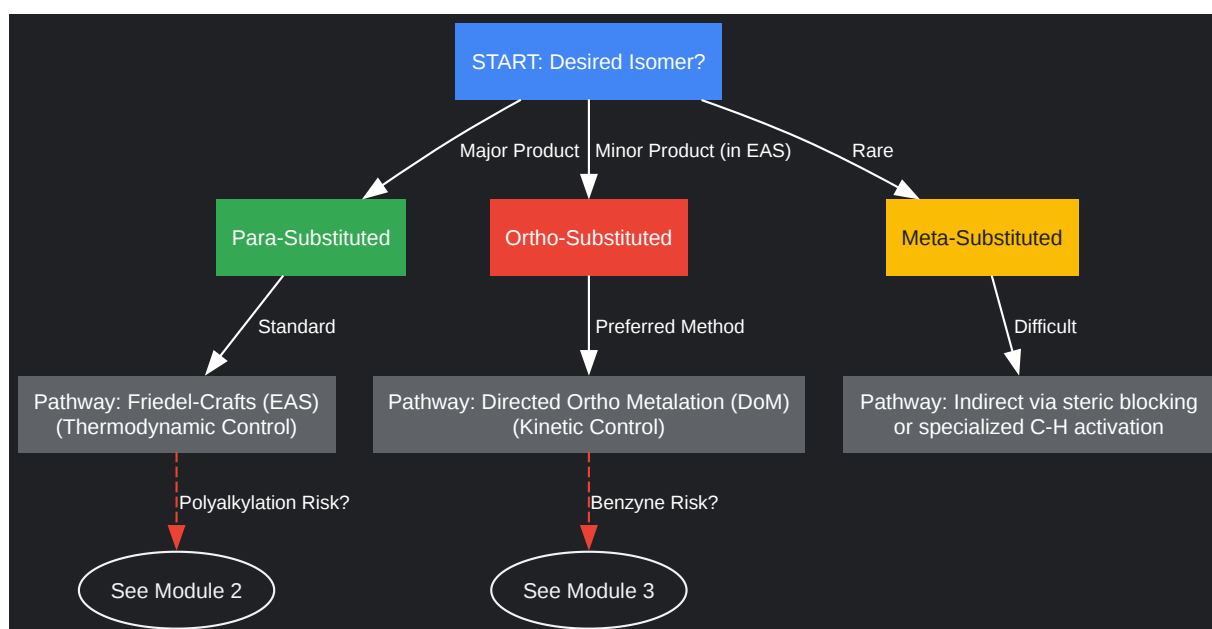 START: Desired Isomer?
Major Product
Minor Product (in EAS)
Rare
Para-Substituted
Ortho-Substituted
Meta-Substituted
Standard
Preferred Method
Difficult
Pathway: Friedel-Crafts (EAS)
(Thermodynamic Control)
Pathway: Directed Ortho Metalation (DoM)
(Kinetic Control)
Pathway: Indirect via steric blocking
or specialized C-H activation
Polyalkylation Risk?
Benzyne Risk?
See Module 2
See Module 3